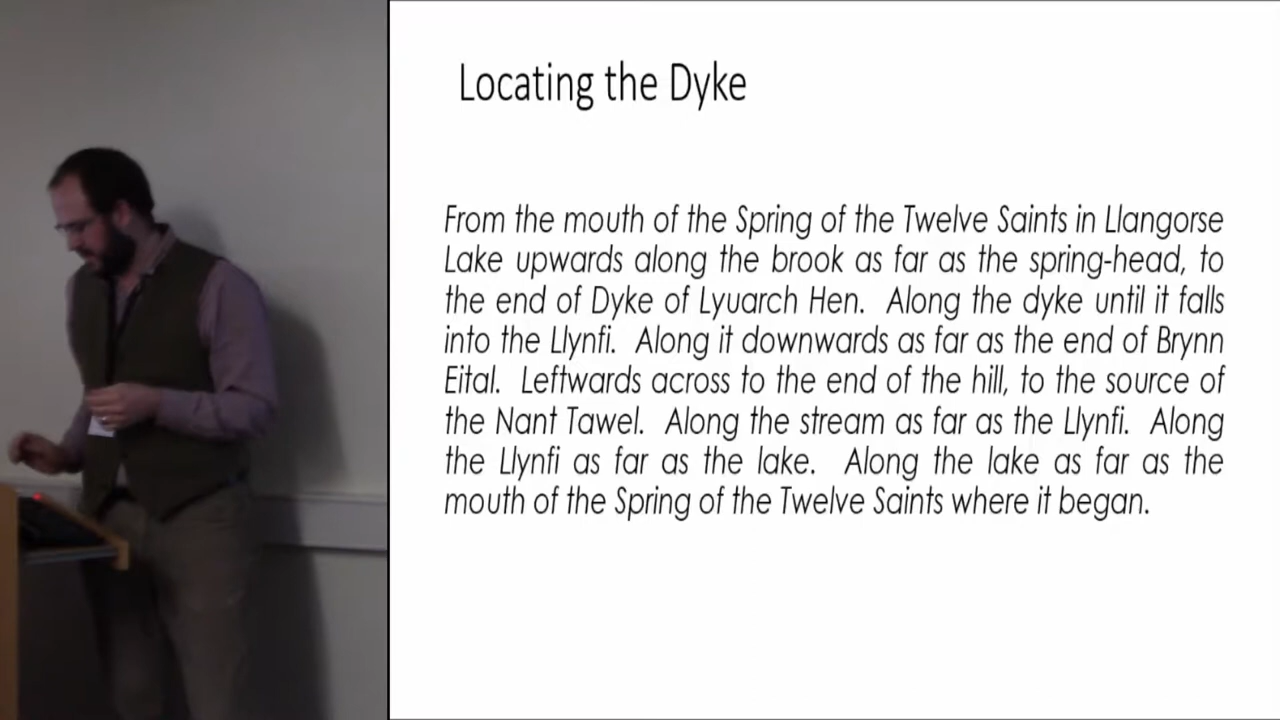 Locating the Dyke
From the mouth of the Spring of the Twelve Saints in Llangorse
Lake upwards along the brook as far as the spring-head, to
the end of Dyke of Lyuarch Hen. Along the dyke until it falls
into the Llynfi. Along it downwards as far as the end of Brynn
Eital. Leftwards across to the end of the hill, to the source of
the Nant Tawel. Along the stream as far as the Llynfi. Along
the Llynfi as far as the lake. Along the lake as far as the
mouth of the Spring of the Twelve Saints where it began.